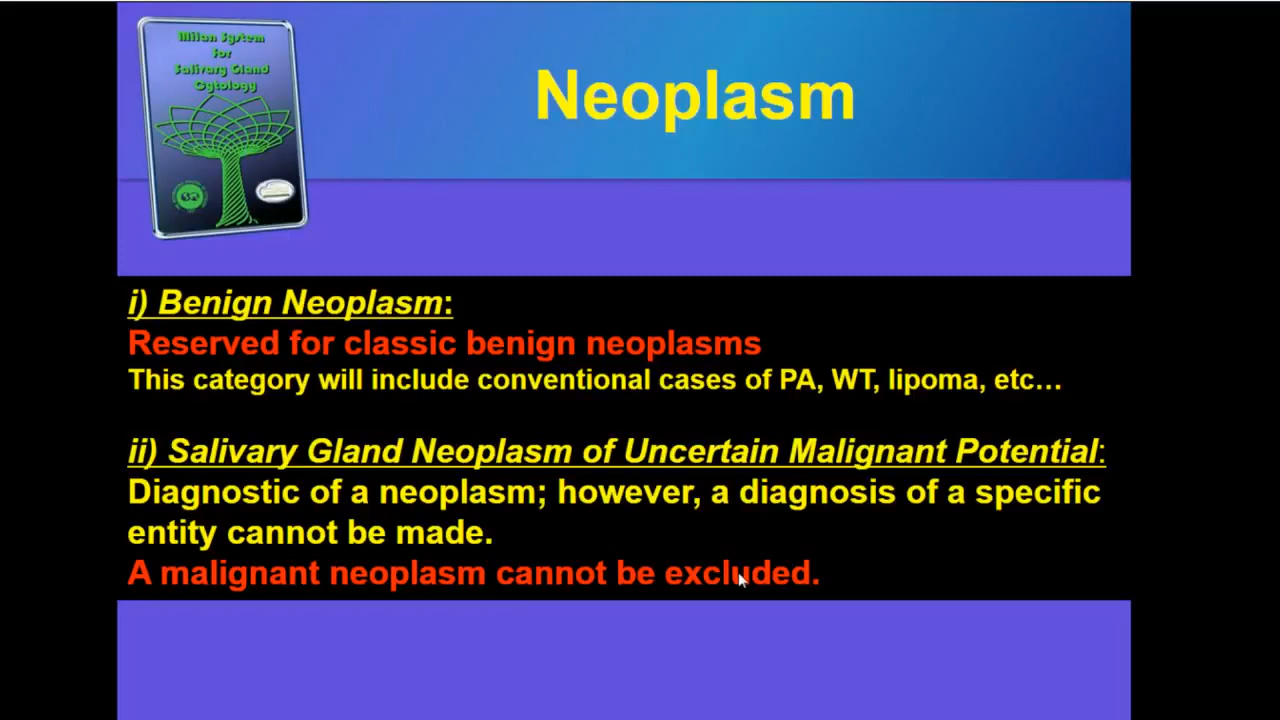 Milan System
for
Salivary Gland
Cytology
Neoplasm
i) Benign Neoplasm:
Reserved for classic benign neoplasms
This category will include conventional cases of PA, WT, lipoma, etc…
ii) Salivary Gland Neoplasm of Uncertain Malignant Potential:
Diagnostic of a neoplasm; however, a diagnosis of a specific
entity cannot be made.
A malignant neoplasm cannot be excluded.